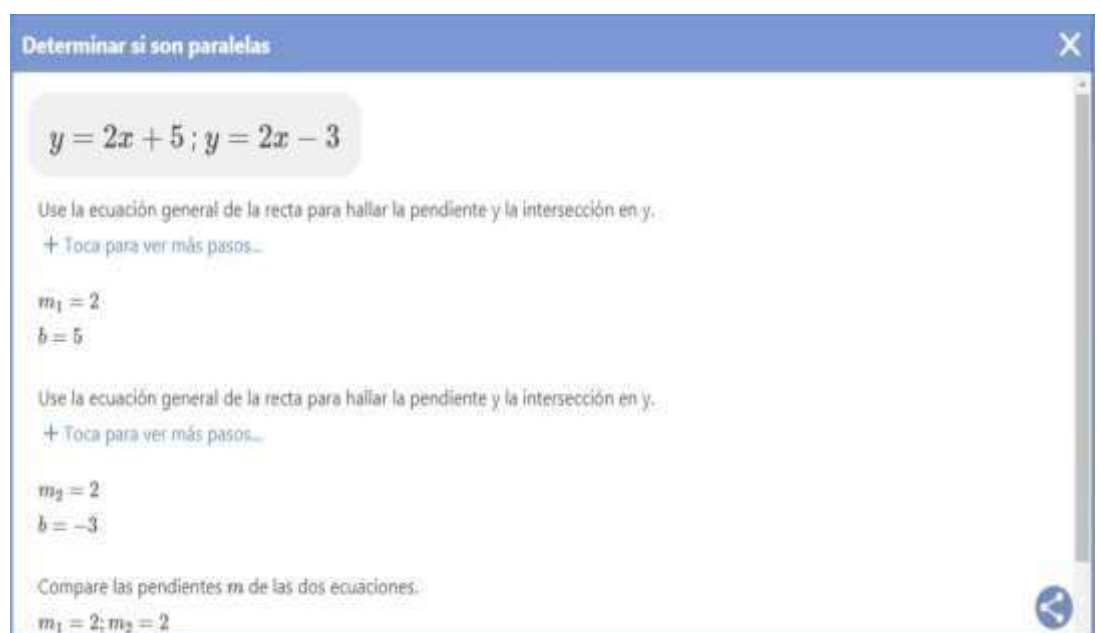 Determinar si son paralelas
y = 2x + 5 ; y = 2x − 3
Use la ecuación general de la recta para hallar la pendiente y la intersección en y.
+ Toca para ver más pasos...
m₁ = 2
b = 5
Use la ecuación general de la recta para hallar la pendiente y la intersección en y.
+ Toca para ver más pasos...
m₂ = 2
b = −3
Compare las pendientes m de las dos ecuaciones.
m₁ = 2; m₂ = 2